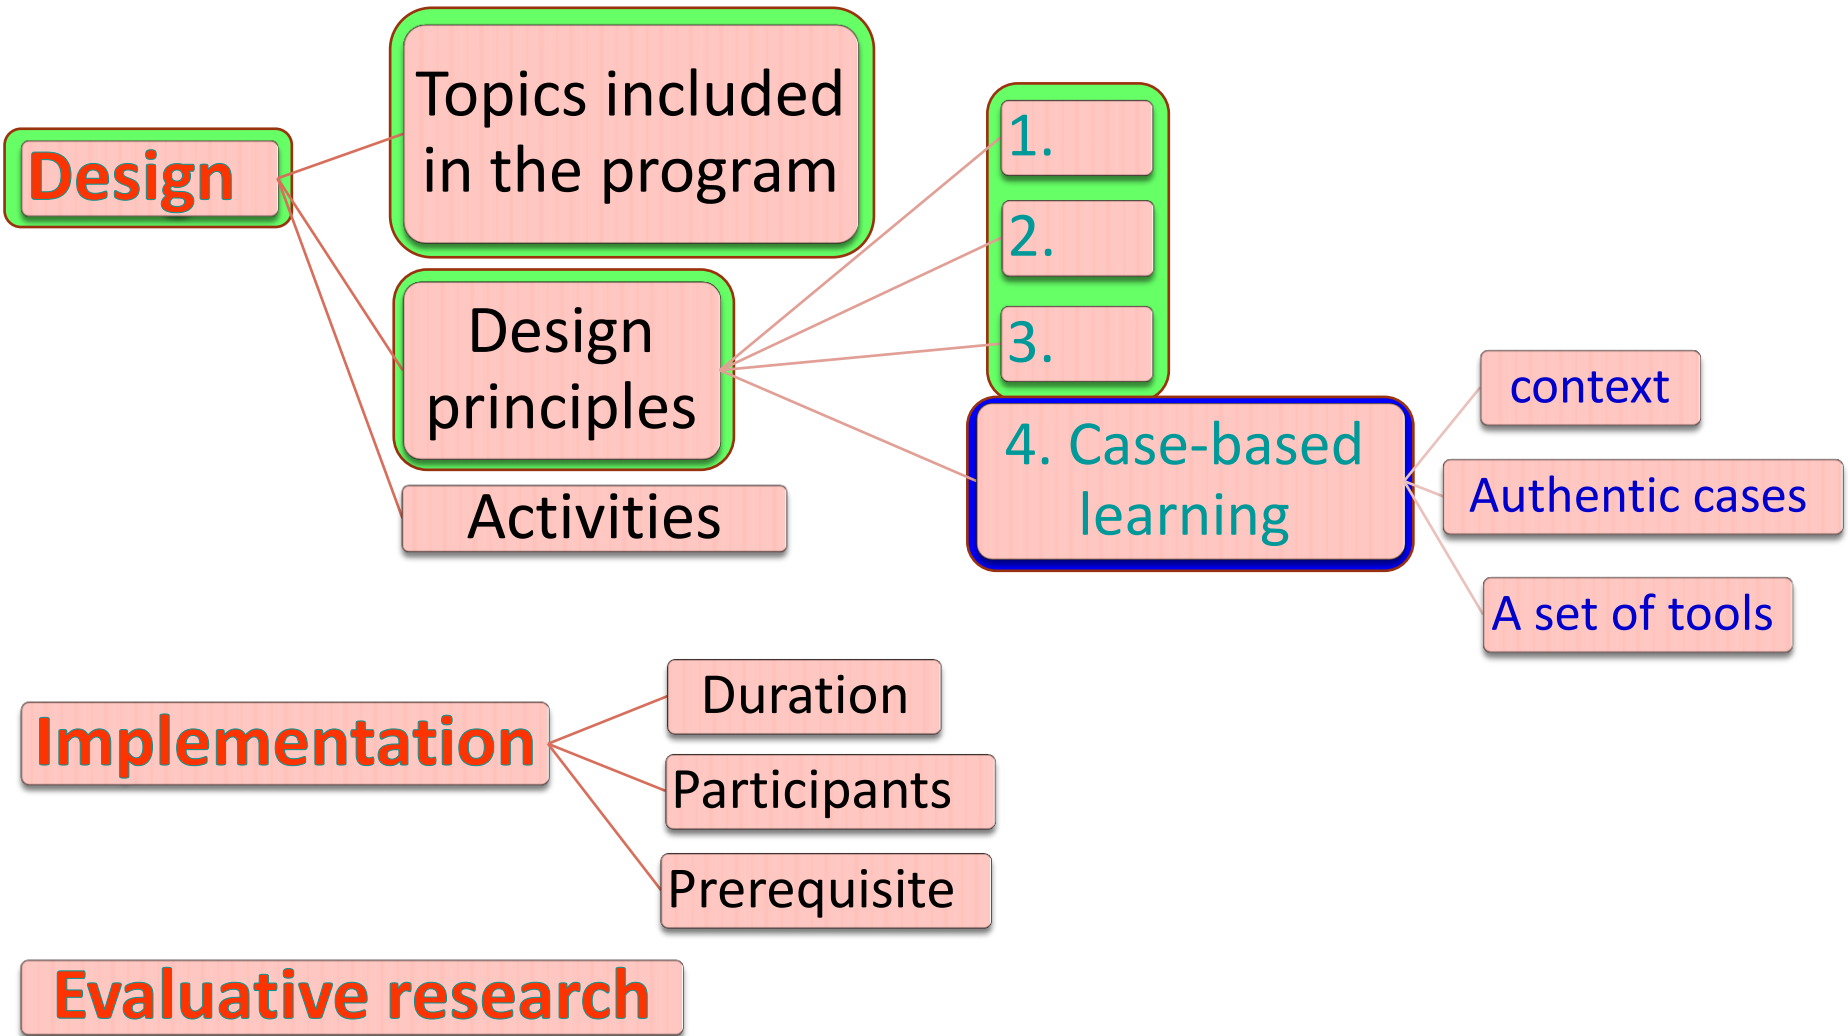 Design
Topics included
in the program
Design
principles
Activities
1.
2.
3.
4. Case-based
learning
context
Authentic cases
A set of tools
Implementation
Duration
Participants
Prerequisite
Evaluative research